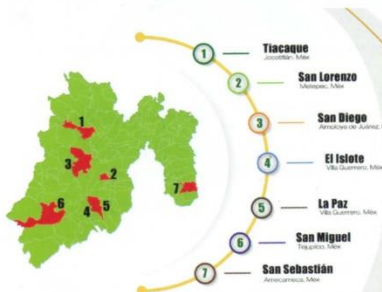 1
3
2
6
4
5
7
1
Tiacaque
Jocotitlán, Méx
2
San Lorenzo
Metepec, Méx
3
San Diego
Almoloya de Juárez,
4
El Islote
Villa Guerrero, Méx
5
La Paz
Villa Guerrero, Méx
6
San Miguel
Tejupilco, Méx
7
San Sebastián
Amecameca, Méx